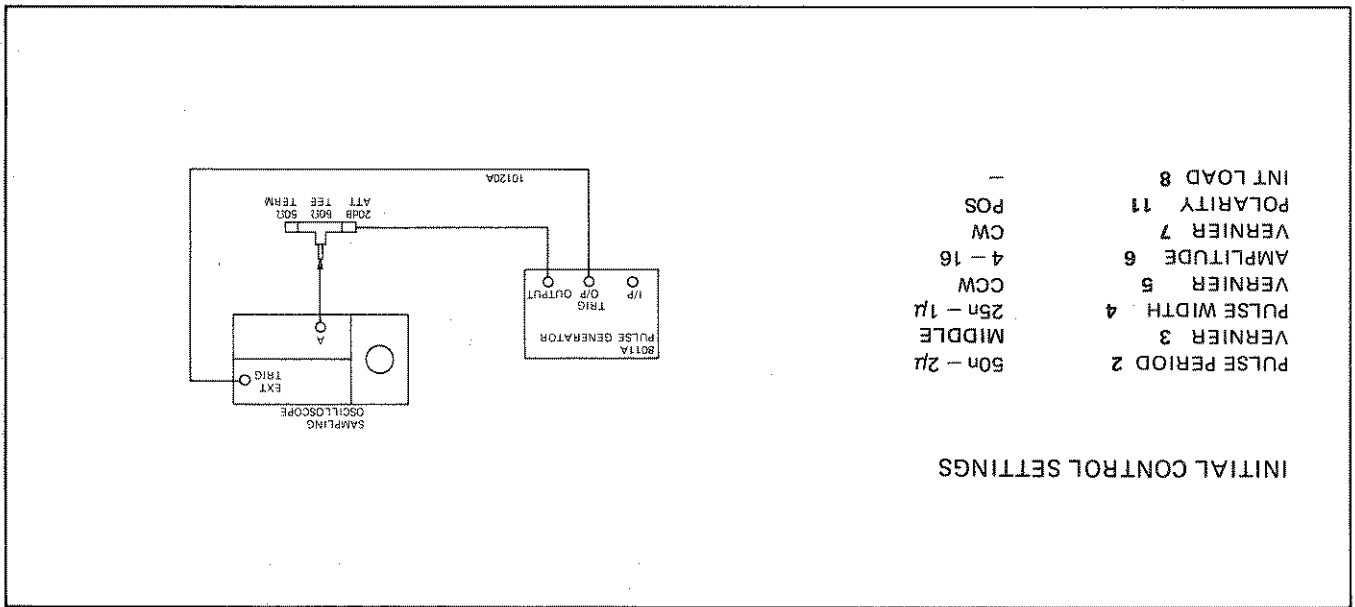 INITIAL CONTROL SETTINGS
PULSE PERIOD 2 50n – 2µ
VERNIER 3 MIDDLE
PULSE WIDTH 4 25n – 1µ
VERNIER 5 CCW
AMPLITUDE 6 4 – 16
VERNIER 7 CW
POLARITY 11 POS
INT LOAD 8 –
8011A
PULSE GENERATOR
I/P
TRIG
O/P
OUTPUT
SAMPLING
OSCILLOSCOPE
EXT
TRIG
A
20dB
ATT
50Ω
TEE
50Ω
TERM
10120A